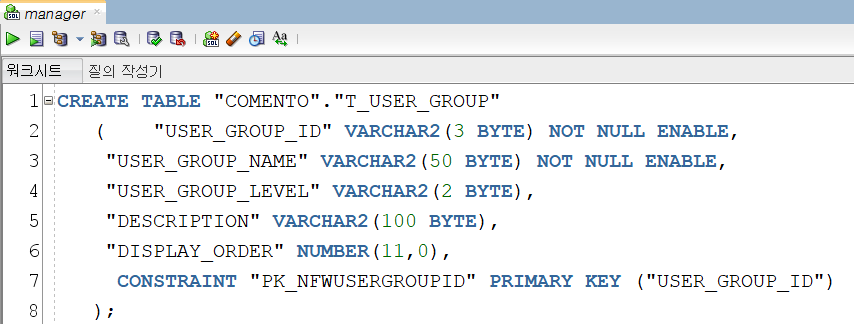 manager
SQL
SQL
워크시트 질의 작성기
1 CREATE TABLE "COMENTO"."T_USER_GROUP"
2 ( "USER_GROUP_ID" VARCHAR2(3 BYTE) NOT NULL ENABLE,
3 "USER_GROUP_NAME" VARCHAR2(50 BYTE) NOT NULL ENABLE,
4 "USER_GROUP_LEVEL" VARCHAR2(2 BYTE),
5 "DESCRIPTION" VARCHAR2(100 BYTE),
6 "DISPLAY_ORDER" NUMBER(11,0),
7 CONSTRAINT "PK_NFWUSERGROUPID" PRIMARY KEY ("USER_GROUP_ID")
8 );